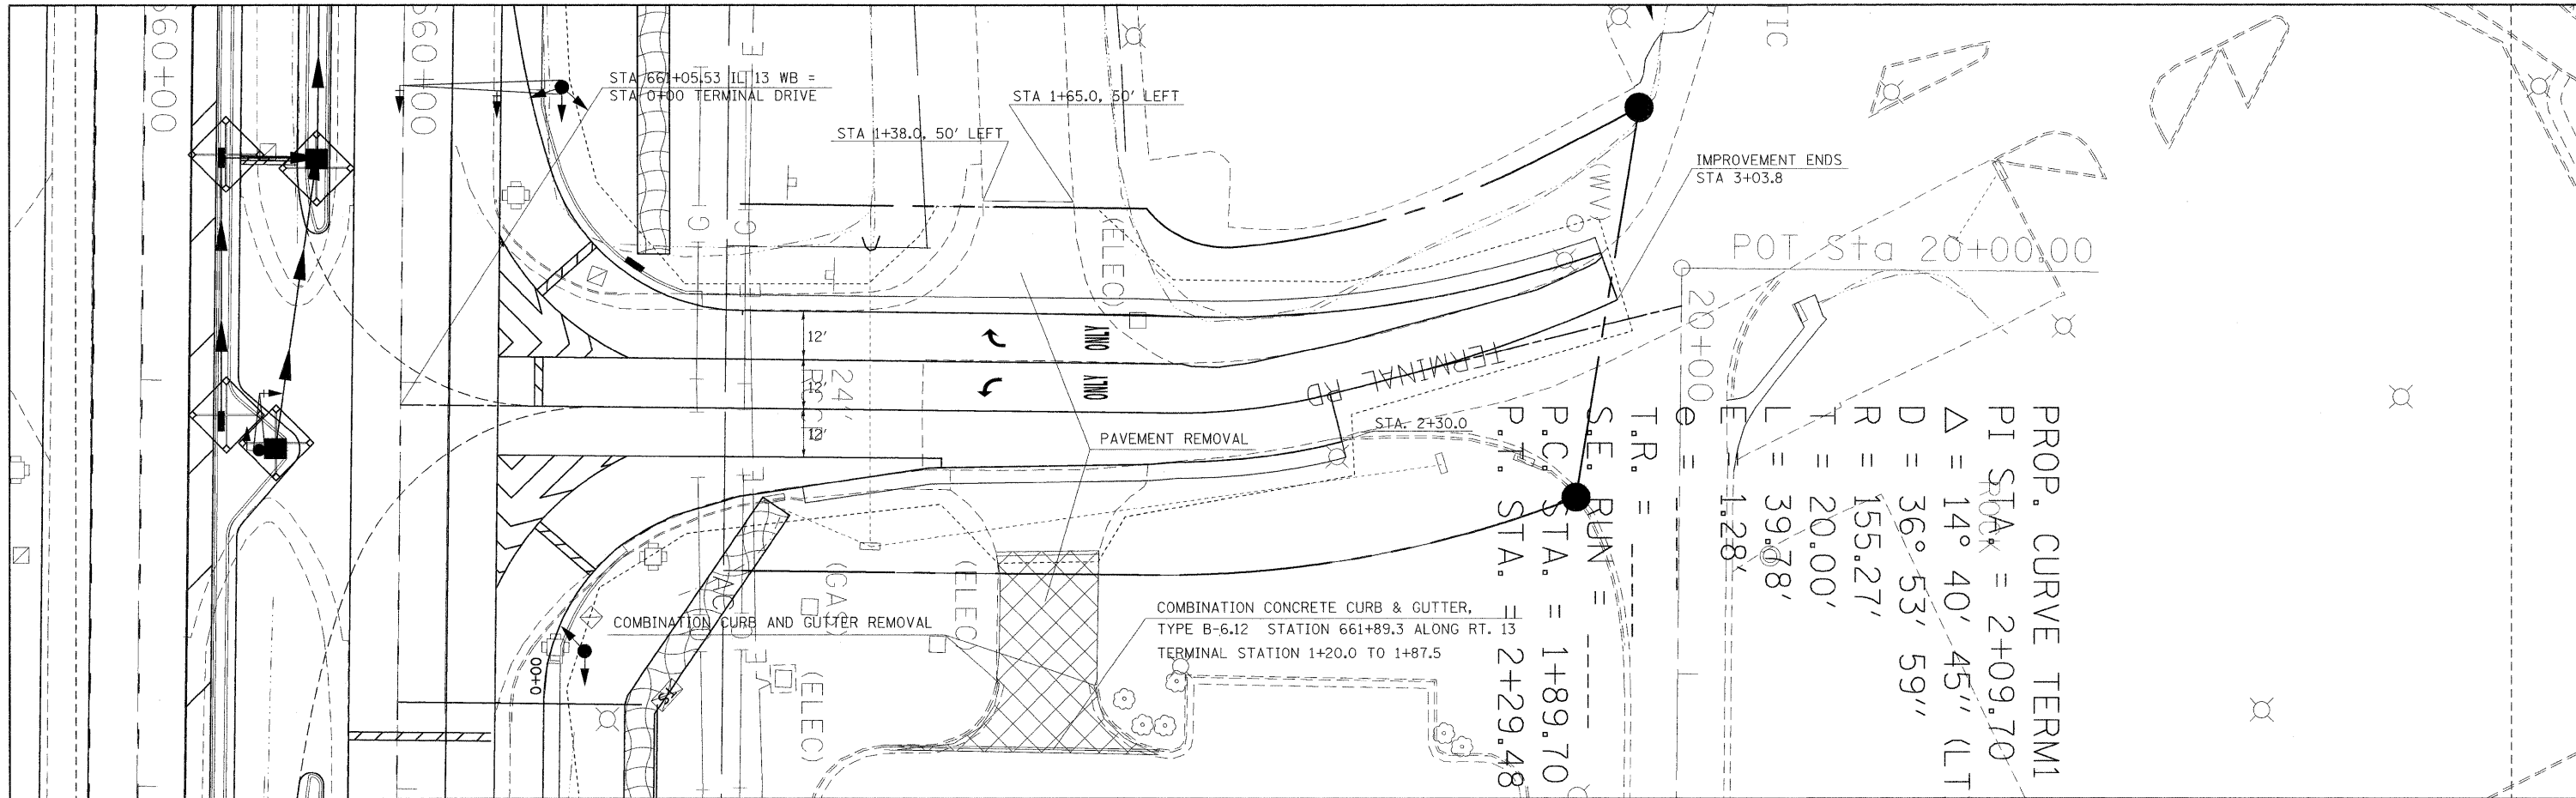 660+00
660+00
STA 661+05.53 IL 13 WB =
STA 0+00 TERMINAL DRIVE
STA 1+38.0, 50' LEFT
STA 1+65.0, 50' LEFT
TIC
(WV)
IMPROVEMENT ENDS
STA 3+03.8
POT Sta 20+00.00
20+00
E
G
G
(ELEC)
12'
12'
12'
24"
ONLY
ONLY
TERMINAL RD
STA. 2+30.0
PAVEMENT REMOVAL
E
(GAS)
(ELEC
E
(ELEC)
COMBINATION CURB AND GUTTER REMOVAL
COMBINATION CONCRETE CURB & GUTTER,
TYPE B-6.12 STATION 661+89.3 ALONG RT. 13
TERMINAL STATION 1+20.0 TO 1+87.5
0+00
ROCK
PROP. CURVE TERM1
PI STA. = 2+09.70
Δ = 14° 40' 45" (LT
D = 36° 53' 59"
R = 155.27'
T = 20.00'
L = 39.78'
E = 1.28'
e = -----
T.R. = -----
S.E. RUN = -----
P.C. STA. = 1+89.70
P.T. STA. = 2+29.48